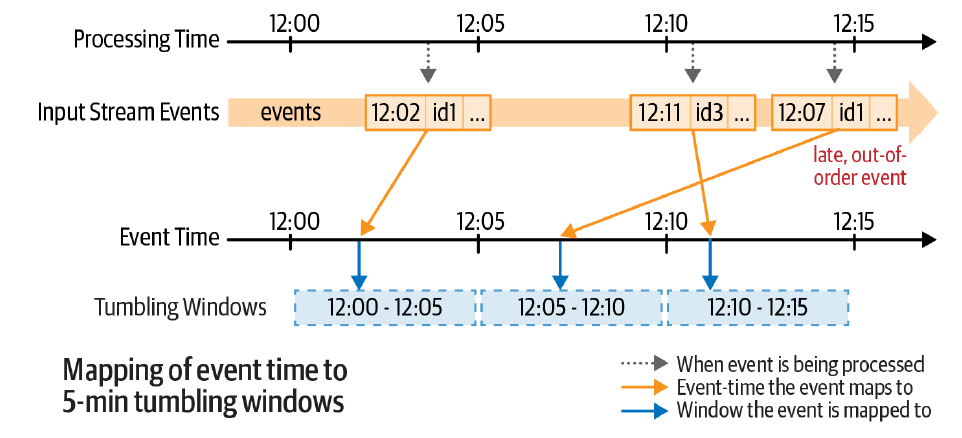 12:00 12:05 12:10 12:15
Processing Time
Input Stream Events events 12:02 id1 ... 12:11 id3 ... 12:07 id1 ...
late, out-of-
order event
12:00 12:05 12:10 12:15
Event Time
Tumbling Windows 12:00 - 12:05 12:05 - 12:10 12:10 - 12:15
Mapping of event time to
5-min tumbling windows
When event is being processed
Event-time the event maps to
Window the event is mapped to